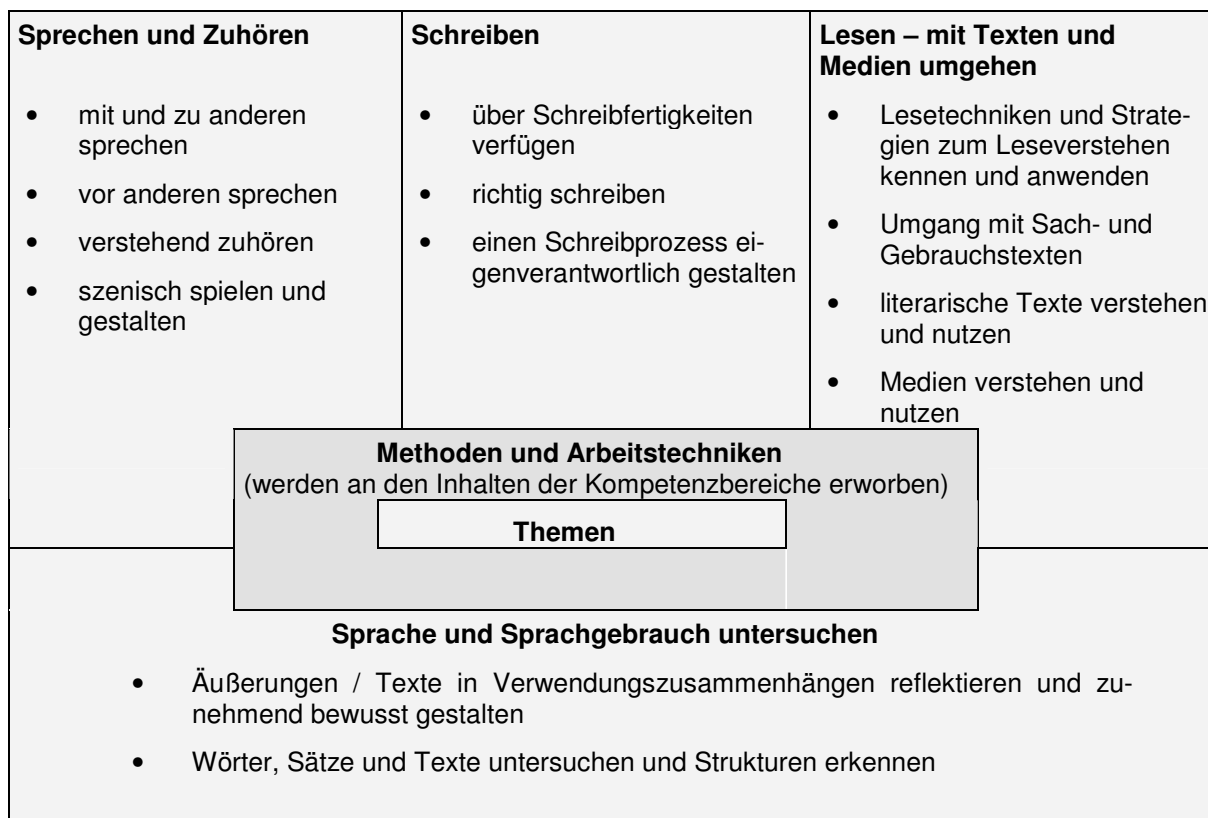 Sprechen und Zuhören
• mit und zu anderen
sprechen
• vor anderen sprechen
• verstehend zuhören
• szenisch spielen und
gestalten
Schreiben
• über Schreibfertigkeiten
verfügen
• richtig schreiben
• einen Schreibprozess ei-
genverantwortlich gestalten
Lesen – mit Texten und
Medien umgehen
• Lesetechniken und Strate-
gien zum Leseverstehen
kennen und anwenden
• Umgang mit Sach- und
Gebrauchstexten
• literarische Texte verstehen
und nutzen
• Medien verstehen und
nutzen
Methoden und Arbeitstechniken
(werden an den Inhalten der Kompetenzbereiche erworben)
Themen
Sprache und Sprachgebrauch untersuchen
• Äußerungen / Texte in Verwendungszusammenhängen reflektieren und zu-
nehmend bewusst gestalten
• Wörter, Sätze und Texte untersuchen und Strukturen erkennen